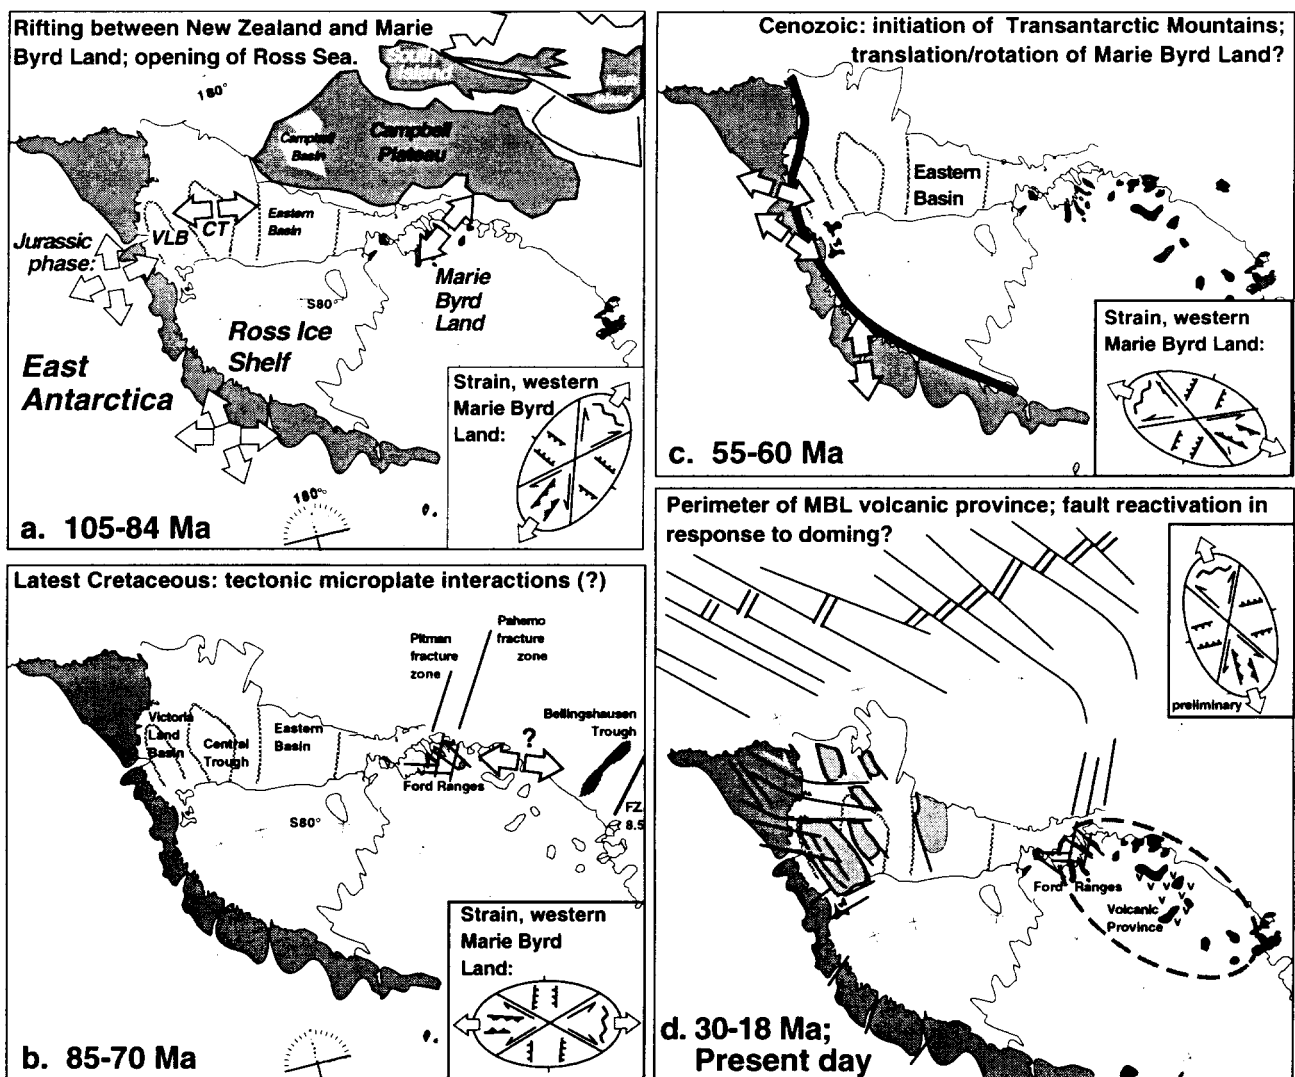 Rifting between New Zealand and Marie
Byrd Land; opening of Ross Sea.
South
Island
180°
Campbell
Basin
Campbell
Plateau
Eastern
Basin
VLB
CT
Jurassic
phase:
Marie
Byrd
Land
S80°
Ross Ice
Shelf
East
Antarctica
Strain, western
Marie Byrd
Land:
180°
a. 105-84 Ma
Latest Cretaceous: tectonic microplate interactions (?)
Pitman
fracture
zone
Pahemo
fracture
zone
Bellingshausen
Trough
Victoria
Land
Basin
Central
Trough
Eastern
Basin
?
Ford Ranges
FZ
8.5
S80°
Strain, western
Marie Byrd
Land:
b. 85-70 Ma
Cenozoic: initiation of Transantarctic Mountains;
translation/rotation of Marie Byrd Land?
Eastern
Basin
Strain, western
Marie Byrd Land:
c. 55-60 Ma
Perimeter of MBL volcanic province; fault reactivation in
response to doming?
preliminary
Ford Ranges
Volcanic
Province
v v v v v v v v
d. 30-18 Ma;
Present day